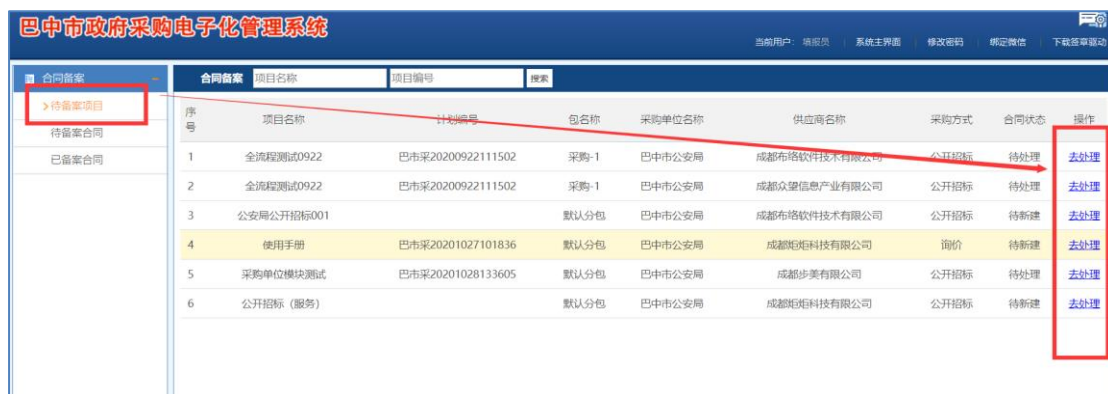 巴中市政府采购电子化管理系统
当前用户： 填报员 系统主界面 修改密码 绑定微信 下载签章驱动
合同备案 -
>待备案项目
待备案合同
已备案合同
合同备案 项目名称 项目编号 搜索
序号 项目名称 计划编号 包名称 采购单位名称 供应商名称 采购方式 合同状态 操作
1 全流程测试0922 巴市采20200922111502 采购-1 巴中市公安局 成都布络软件技术有限公司 公开招标 待处理 去处理
2 全流程测试0922 巴市采20200922111502 采购-1 巴中市公安局 成都众望信息产业有限公司 公开招标 待处理 去处理
3 公安局公开招标001 默认分包 巴中市公安局 成都布络软件技术有限公司 公开招标 待新建 去处理
4 使用手册 巴市采20201027101836 默认分包 巴中市公安局 成都炬炬科技有限公司 询价 待新建 去处理
5 采购单位模块测试 巴市采20201028133605 默认分包 巴中市公安局 成都步美有限公司 公开招标 待处理 去处理
6 公开招标（服务） 默认分包 巴中市公安局 成都炬炬科技有限公司 公开招标 待新建 去处理